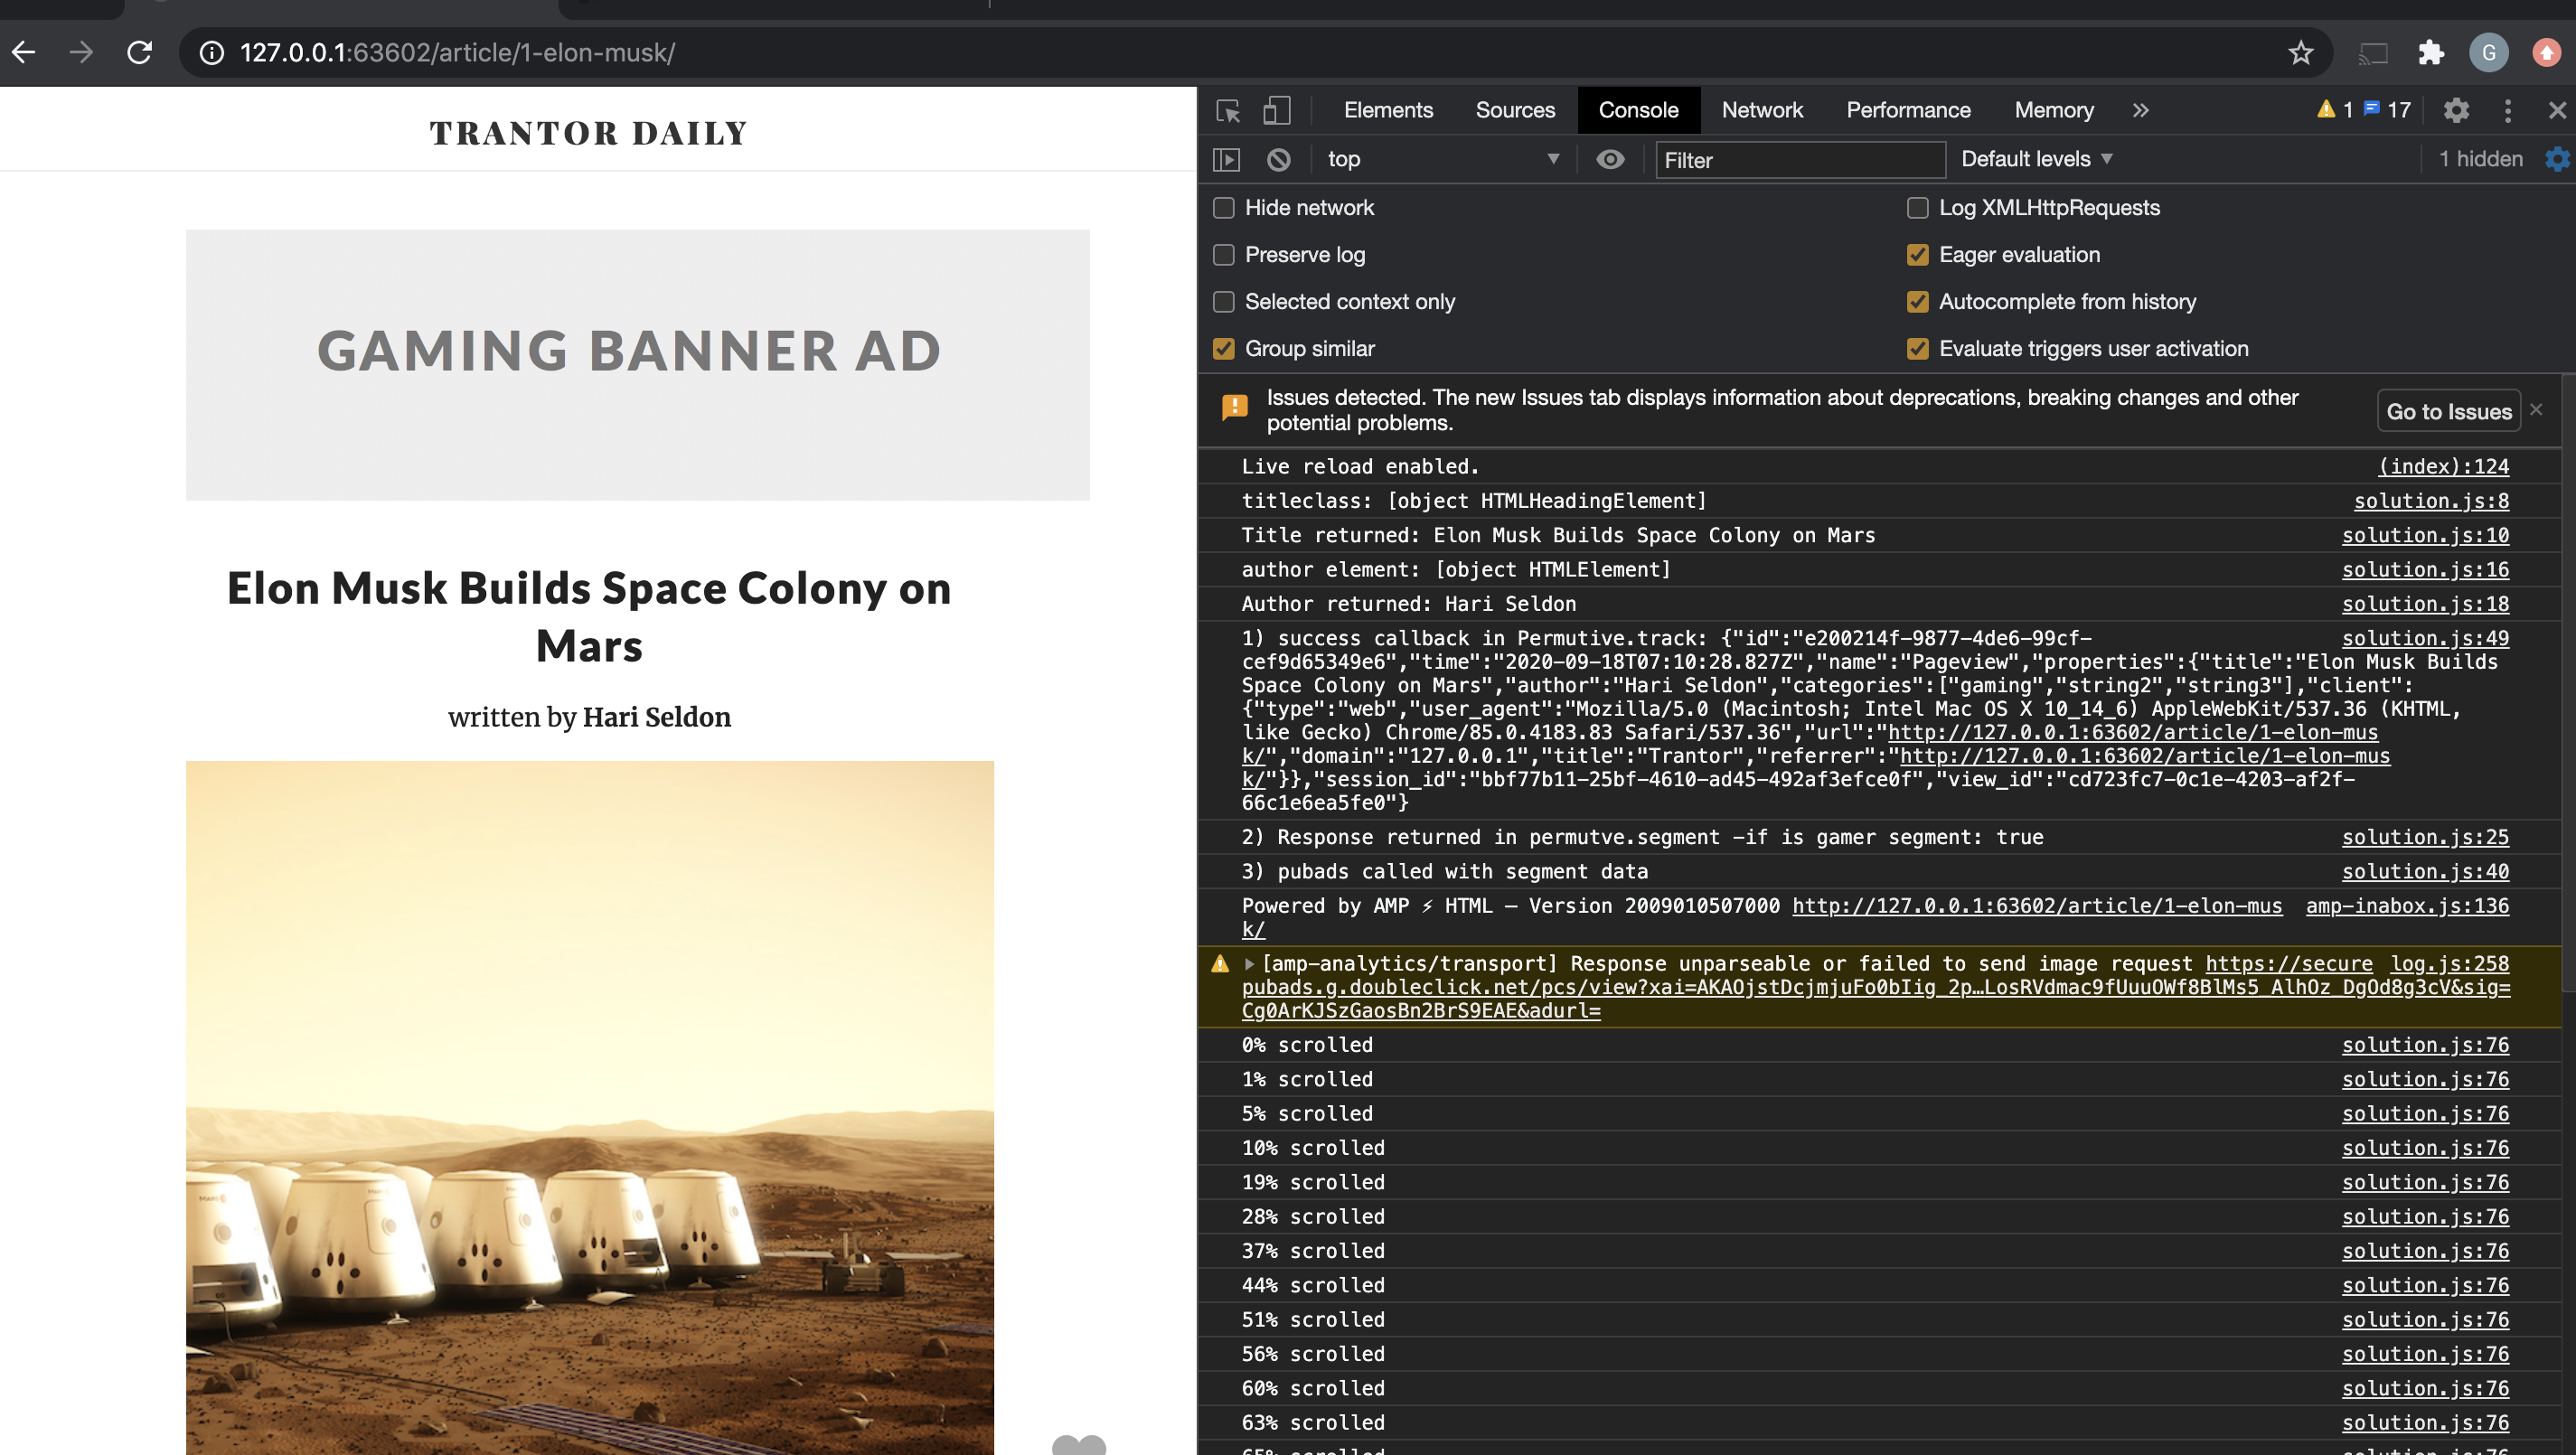 127.0.0.1:63602/article/1-elon-musk/
G
TRANTOR DAILY
GAMING BANNER AD
Elon Musk Builds Space Colony on
Mars
written by Hari Seldon
Elements Sources Console Network Performance Memory » 1 17
top Filter Default levels 1 hidden
Hide network Log XMLHttpRequests
Preserve log Eager evaluation
Selected context only Autocomplete from history
Group similar Evaluate triggers user activation
Issues detected. The new Issues tab displays information about deprecations, breaking changes and other
potential problems.
Go to Issues
Live reload enabled. (index):124
titleclass: [object HTMLHeadingElement] solution.js:8
Title returned: Elon Musk Builds Space Colony on Mars solution.js:10
author element: [object HTMLElement] solution.js:16
Author returned: Hari Seldon solution.js:18
1) success callback in Permutive.track: {"id":"e200214f-9877-4de6-99cf- solution.js:49
cef9d65349e6","time":"2020-09-18T07:10:28.827Z","name":"Pageview","properties":{"title":"Elon Musk Builds
Space Colony on Mars","author":"Hari Seldon","categories":["gaming","string2","string3"],"client":
{"type":"web","user_agent":"Mozilla/5.0 (Macintosh; Intel Mac OS X 10_14_6) AppleWebKit/537.36 (KHTML,
like Gecko) Chrome/85.0.4183.83 Safari/537.36","url":"http://127.0.0.1:63602/article/1-elon-mus
k/","domain":"127.0.0.1","title":"Trantor","referrer":"http://127.0.0.1:63602/article/1-elon-mus
k/"}},"session_id":"bbf77b11-25bf-4610-ad45-492af3efce0f","view_id":"cd723fc7-0c1e-4203-af2f-
66c1e6ea5fe0"}
2) Response returned in permutve.segment -if is gamer segment: true solution.js:25
3) pubads called with segment data solution.js:40
Powered by AMP ⚡ HTML – Version 2009010507000 http://127.0.0.1:63602/article/1-elon-mus amp-inabox.js:136
k/
[amp-analytics/transport] Response unparseable or failed to send image request https://secure log.js:258
pubads.g.doubleclick.net/pcs/view?xai=AKAOjstDcjmjuFo0bIig_2p…LosRVdmac9fUuuOWf8BlMs5_AlhOz_DgOd8g3cV&sig=
Cg0ArKJSzGaosBn2BrS9EAE&adurl=
0% scrolled solution.js:76
1% scrolled solution.js:76
5% scrolled solution.js:76
10% scrolled solution.js:76
19% scrolled solution.js:76
28% scrolled solution.js:76
37% scrolled solution.js:76
44% scrolled solution.js:76
51% scrolled solution.js:76
56% scrolled solution.js:76
60% scrolled solution.js:76
63% scrolled solution.js:76